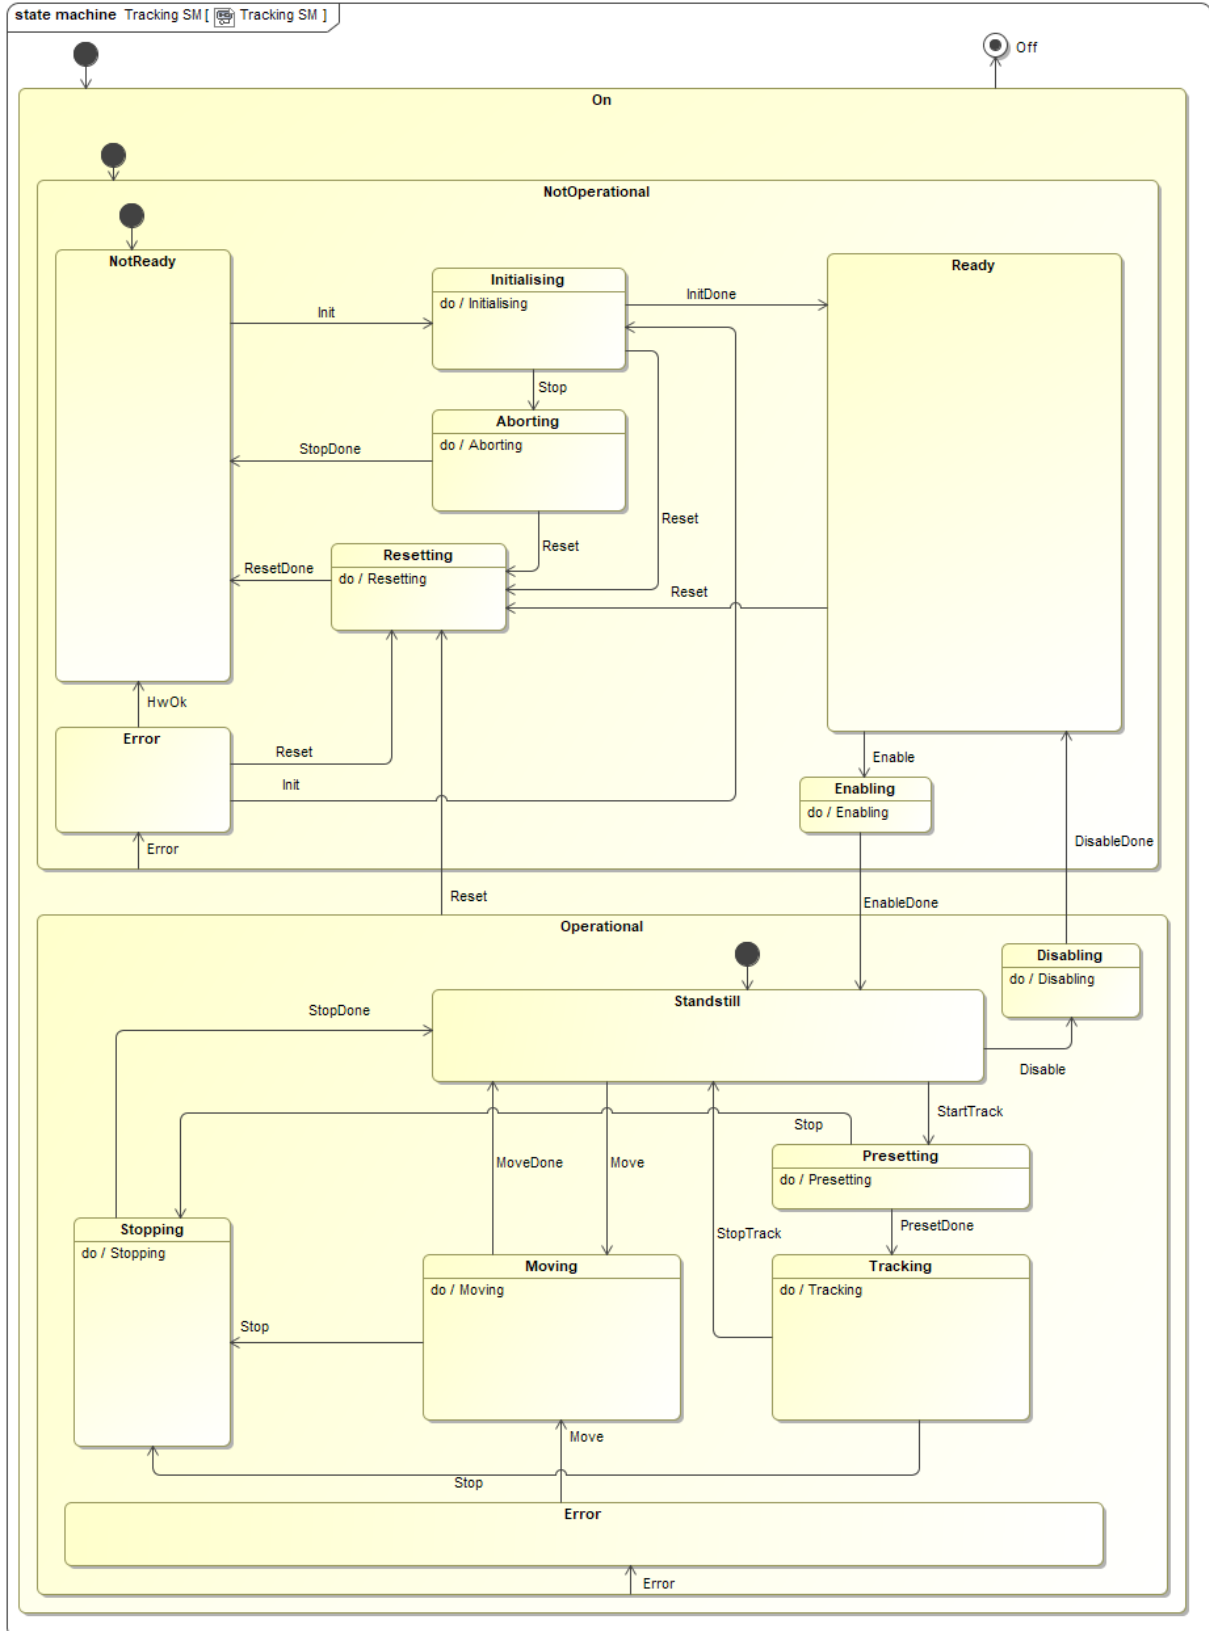 state machine Tracking SM [ Tracking SM ]
Off
On
NotOperational
NotReady
Initialising
do / Initialising
Ready
InitDone
Init
Stop
Aborting
do / Aborting
StopDone
Reset
Reset
Resetting
do / Resetting
ResetDone
Reset
HwOk
Error
Reset
Init
Enable
Enabling
do / Enabling
DisableDone
Error
Reset
EnableDone
Operational
Disabling
do / Disabling
Standstill
StopDone
Disable
StartTrack
Stop
Presetting
do / Presetting
MoveDone
Move
PresetDone
StopTrack
Stopping
do / Stopping
Moving
do / Moving
Tracking
do / Tracking
Stop
Move
Stop
Error
Error